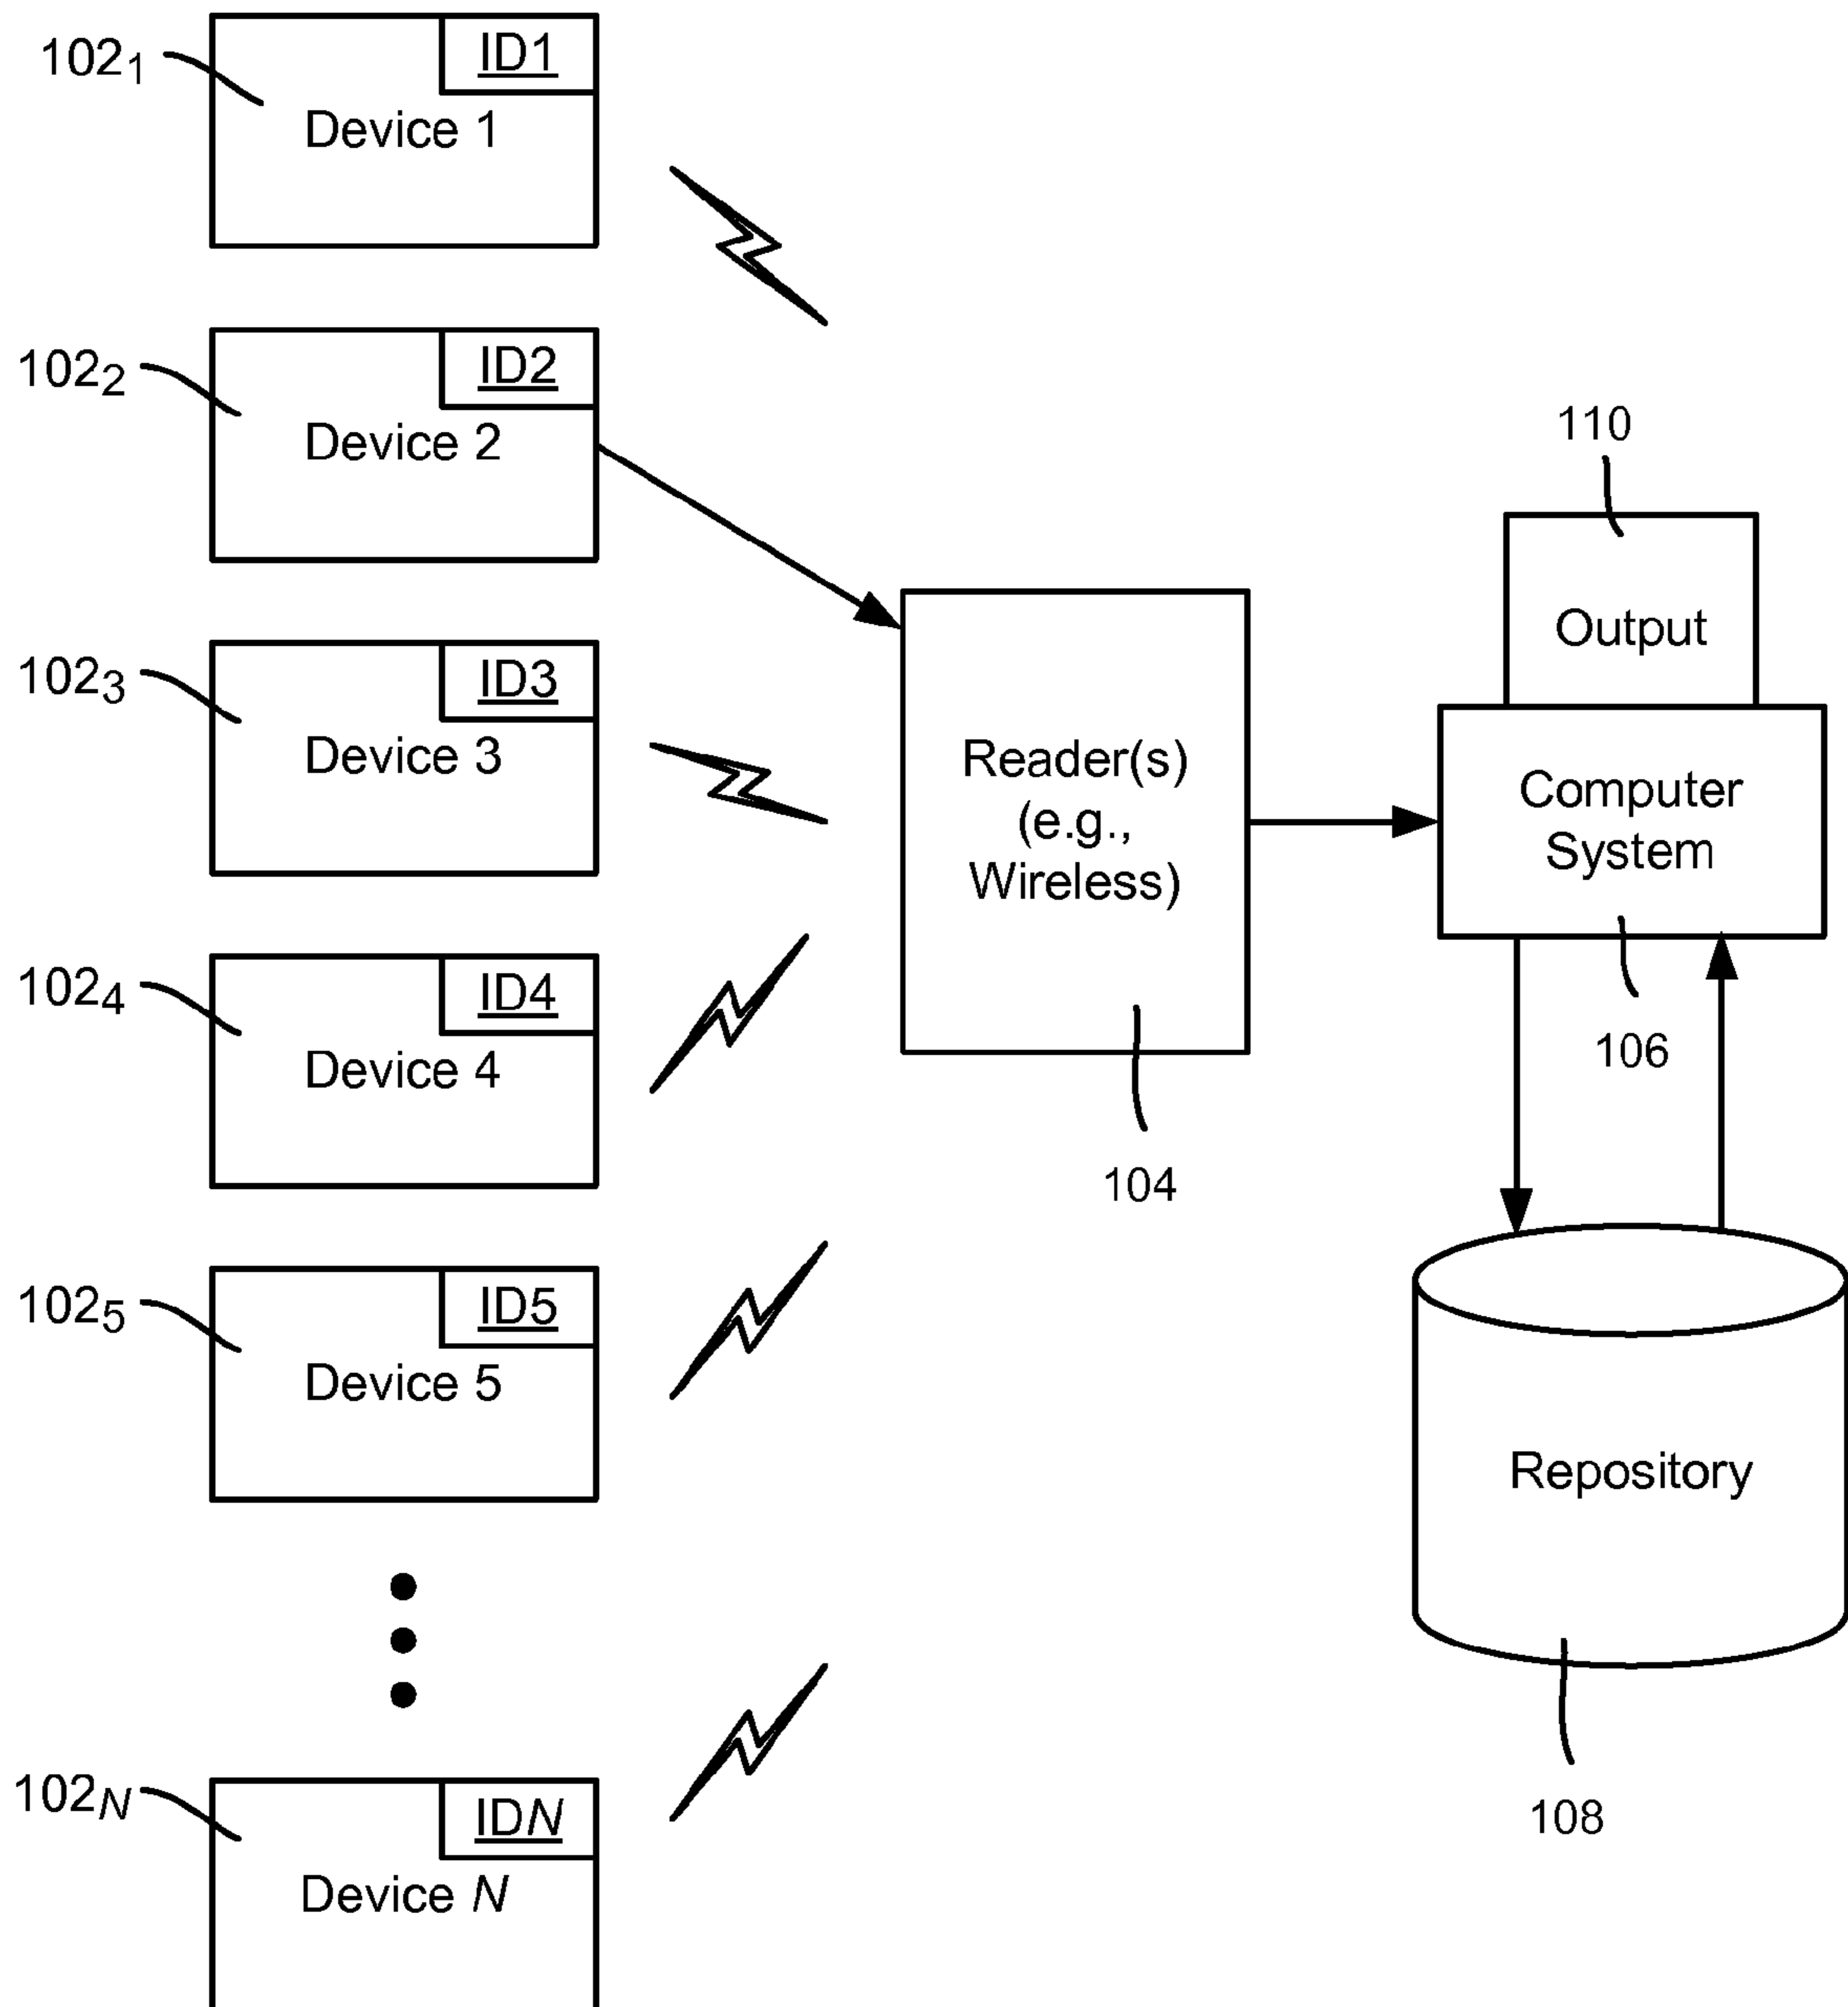 102₁
ID1
Device 1
102₂
ID2
Device 2
110
Output
102₃
ID3
Device 3
Reader(s)
(e.g.,
Wireless)
Computer
System
102₄
ID4
Device 4
104
106
102₅
ID5
Device 5
Repository
108
102N
IDN
Device N